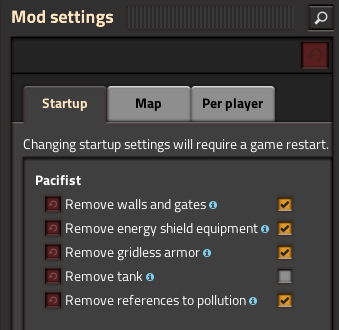 Mod settings
Startup
Map
Per player
Changing startup settings will require a game restart.
Pacifist
Remove walls and gates
Remove energy shield equipment
Remove gridless armor
Remove tank
Remove references to pollution